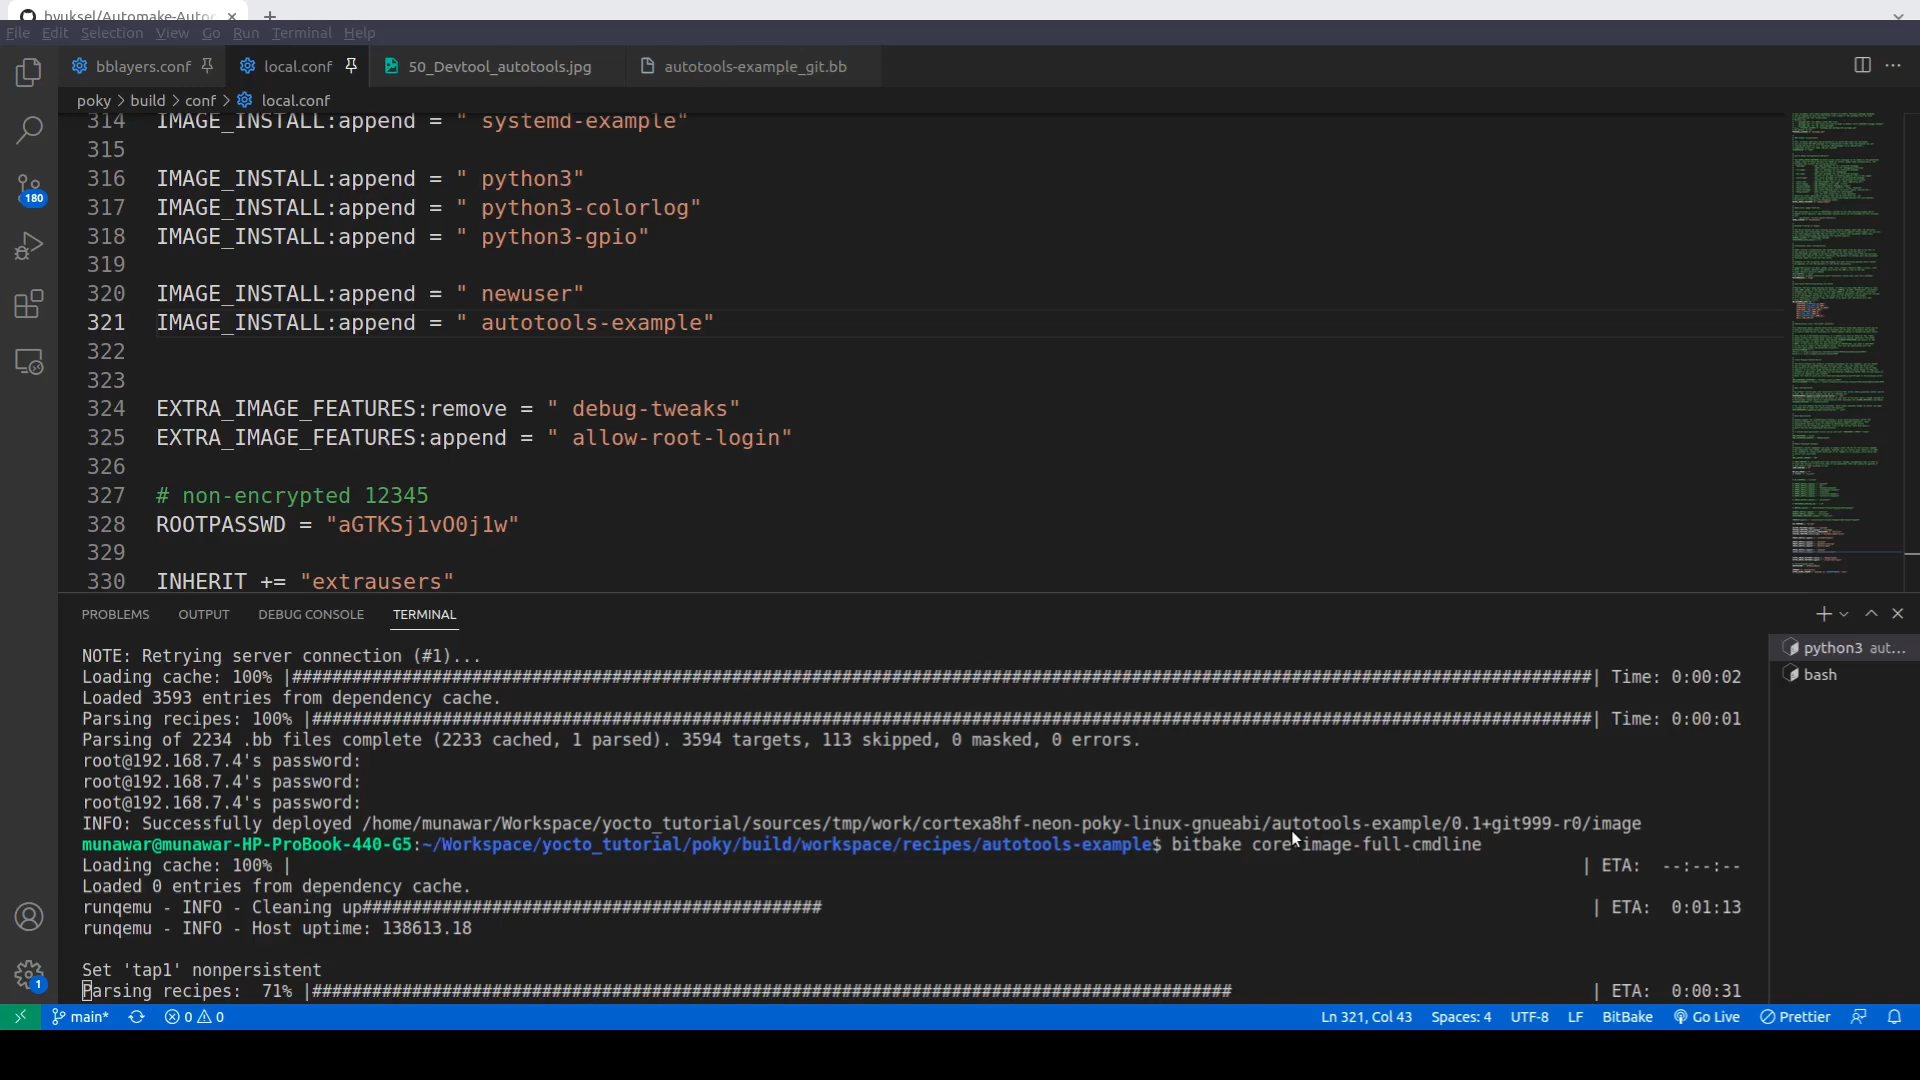 byuksel/Automake-Autoc
File Edit Selection View Go Run Terminal Help
bblayers.conf local.conf 50_Devtool_autotools.jpg autotools-example_git.bb
poky > build > conf > local.conf
314 IMAGE_INSTALL:append = " systemd-example"
315
316 IMAGE_INSTALL:append = " python3"
317 IMAGE_INSTALL:append = " python3-colorlog"
318 IMAGE_INSTALL:append = " python3-gpio"
319
320 IMAGE_INSTALL:append = " newuser"
321 IMAGE_INSTALL:append = " autotools-example"
322
323
324 EXTRA_IMAGE_FEATURES:remove = " debug-tweaks"
325 EXTRA_IMAGE_FEATURES:append = " allow-root-login"
326
327 # non-encrypted 12345
328 ROOTPASSWD = "aGTKSj1vO0j1w"
329
330 INHERIT += "extrausers"
180
PROBLEMS OUTPUT DEBUG CONSOLE TERMINAL
python3 aut...
bash
NOTE: Retrying server connection (#1)...
Loading cache: 100% |##################################################################################################################################| Time: 0:00:02
Loaded 3593 entries from dependency cache.
Parsing recipes: 100% |################################################################################################################################| Time: 0:00:01
Parsing of 2234 .bb files complete (2233 cached, 1 parsed). 3594 targets, 113 skipped, 0 masked, 0 errors.
root@192.168.7.4's password:
root@192.168.7.4's password:
root@192.168.7.4's password:
INFO: Successfully deployed /home/munawar/Workspace/yocto_tutorial/sources/tmp/work/cortexa8hf-neon-poky-linux-gnueabi/autotools-example/0.1+git999-r0/image
munawar@munawar-HP-ProBook-440-G5:~/Workspace/yocto_tutorial/poky/build/workspace/recipes/autotools-example$ bitbake core-image-full-cmdline
Loading cache: 100% | | ETA: --:--:--
Loaded 0 entries from dependency cache.
runqemu - INFO - Cleaning up############################################## | ETA: 0:01:13
runqemu - INFO - Host uptime: 138613.18
Set 'tap1' nonpersistent
Parsing recipes: 71% |############################################################################################ | ETA: 0:00:31
1
main* 0 0 Ln 321, Col 43 Spaces: 4 UTF-8 LF BitBake Go Live Prettier